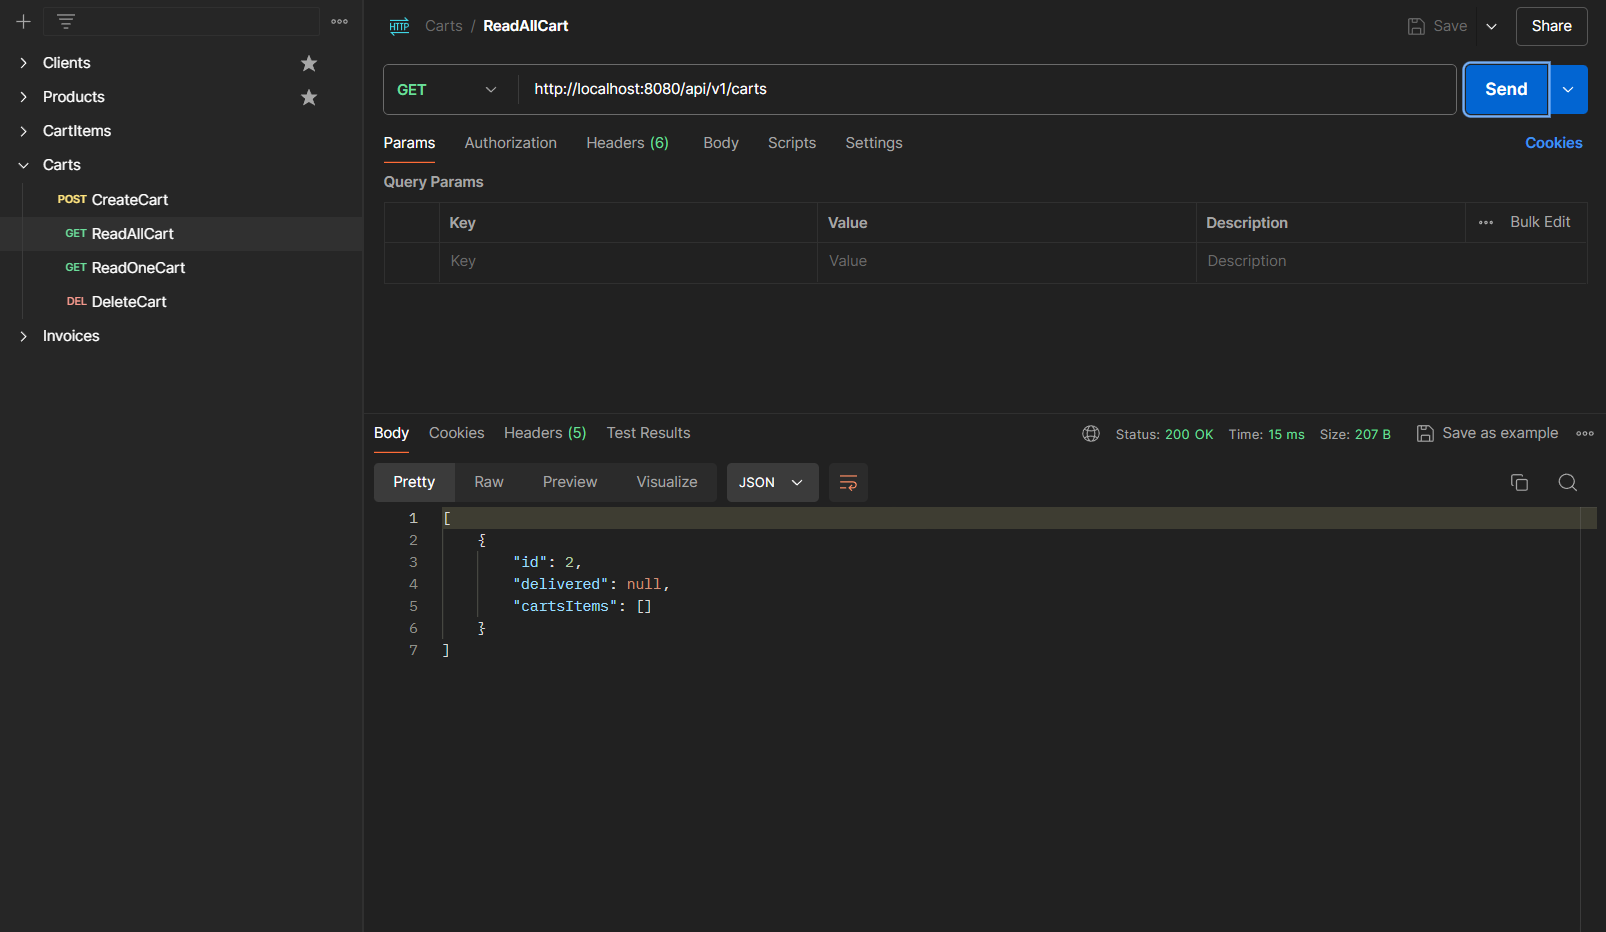 Clients
Products
CartItems
Carts
POST CreateCart
GET ReadAllCart
GET ReadOneCart
DEL DeleteCart
Invoices
HTTP Carts / ReadAllCart
Save
Share
GET http://localhost:8080/api/v1/carts
Send
Params Authorization Headers (6) Body Scripts Settings Cookies
Query Params
Key Value Description Bulk Edit
Key Value Description
Body Cookies Headers (5) Test Results
Status: 200 OK Time: 15 ms Size: 207 B Save as example
Pretty Raw Preview Visualize JSON
1 [
2 {
3 "id": 2,
4 "delivered": null,
5 "cartsItems": []
6 }
7 ]